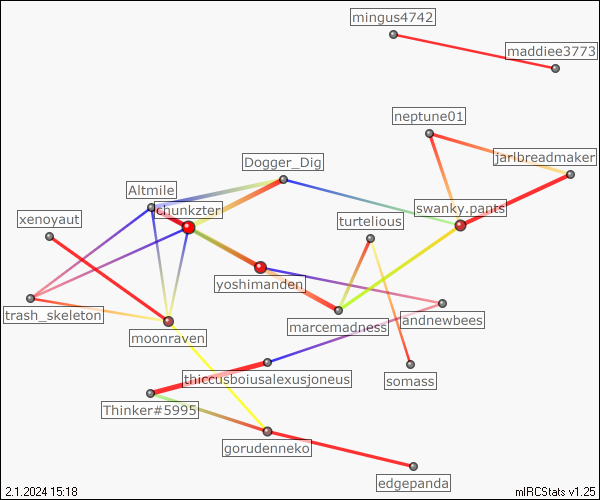 mingus4742
maddiee3773
neptune01
jarlbreadmaker
Dogger_Dig
Altmile
chunkzter
swanky.pants
xenoyaut
turtelious
yoshimanden
trash_skeleton
andnewbees
marcemadness
moonraven
thiccusboiusalexusjoneus
somass
Thinker#5995
gorudenneko
edgepanda
2.1.2024 15:18
mIRCStats v1.25